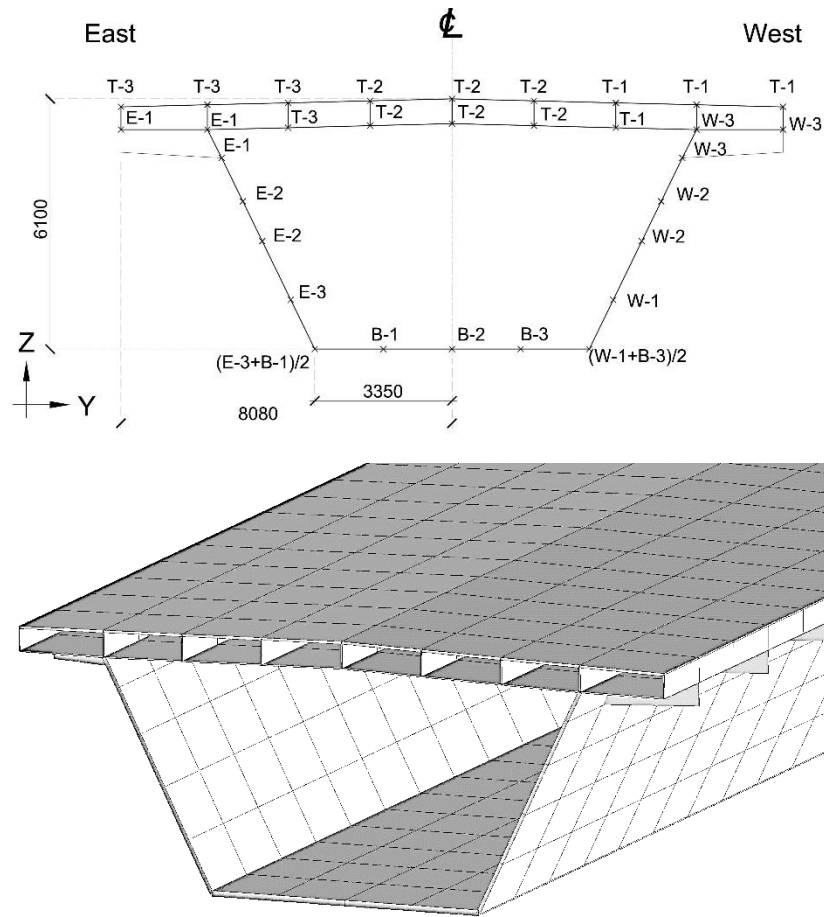 East
℄
West
T-3 T-3 T-3 T-2 T-2 T-2 T-1 T-1 T-1
E-1 E-1 T-3 T-2 T-2 T-2 T-1 W-3 W-3
E-1 W-3
E-2 W-2
6100
E-2 W-2
E-3 W-1
B-1 B-2 B-3
(E-3+B-1)/2 (W-1+B-3)/2
Z
3350
Y
8080